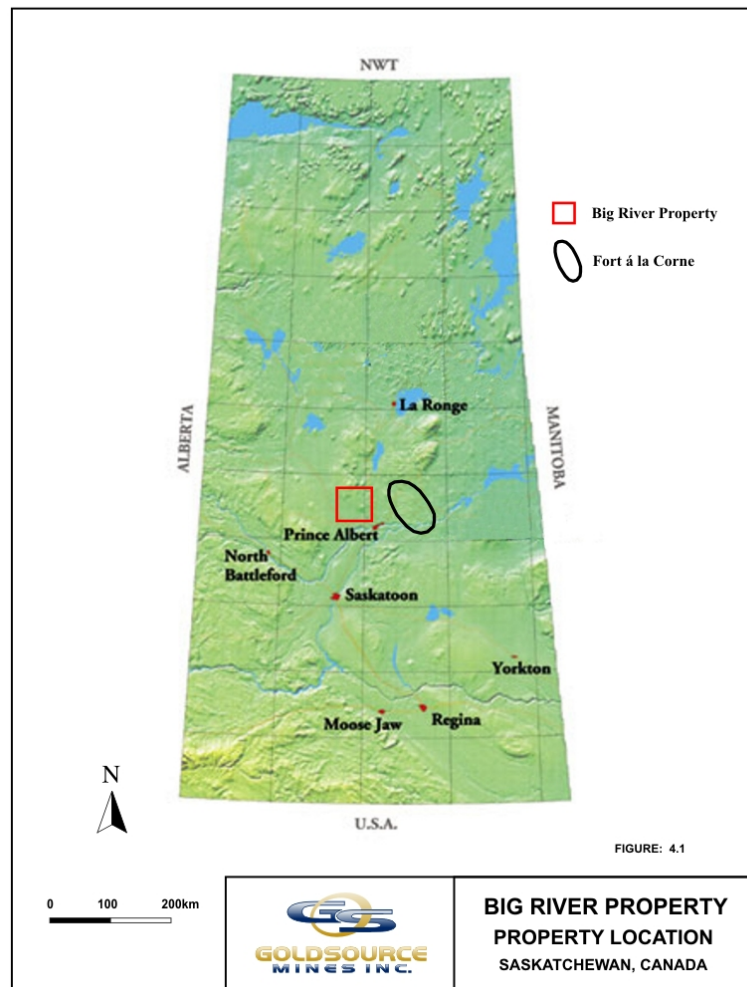 NWT
Big River Property
Fort á la Corne
ALBERTA
MANITOBA
La Ronge
Prince Albert
North
Battleford
Saskatoon
Yorkton
Moose Jaw
Regina
N
U.S.A.
FIGURE: 4.1
0 100 200km
GS
GOLDSOURCE
MINES INC.
BIG RIVER PROPERTY
PROPERTY LOCATION
SASKATCHEWAN, CANADA